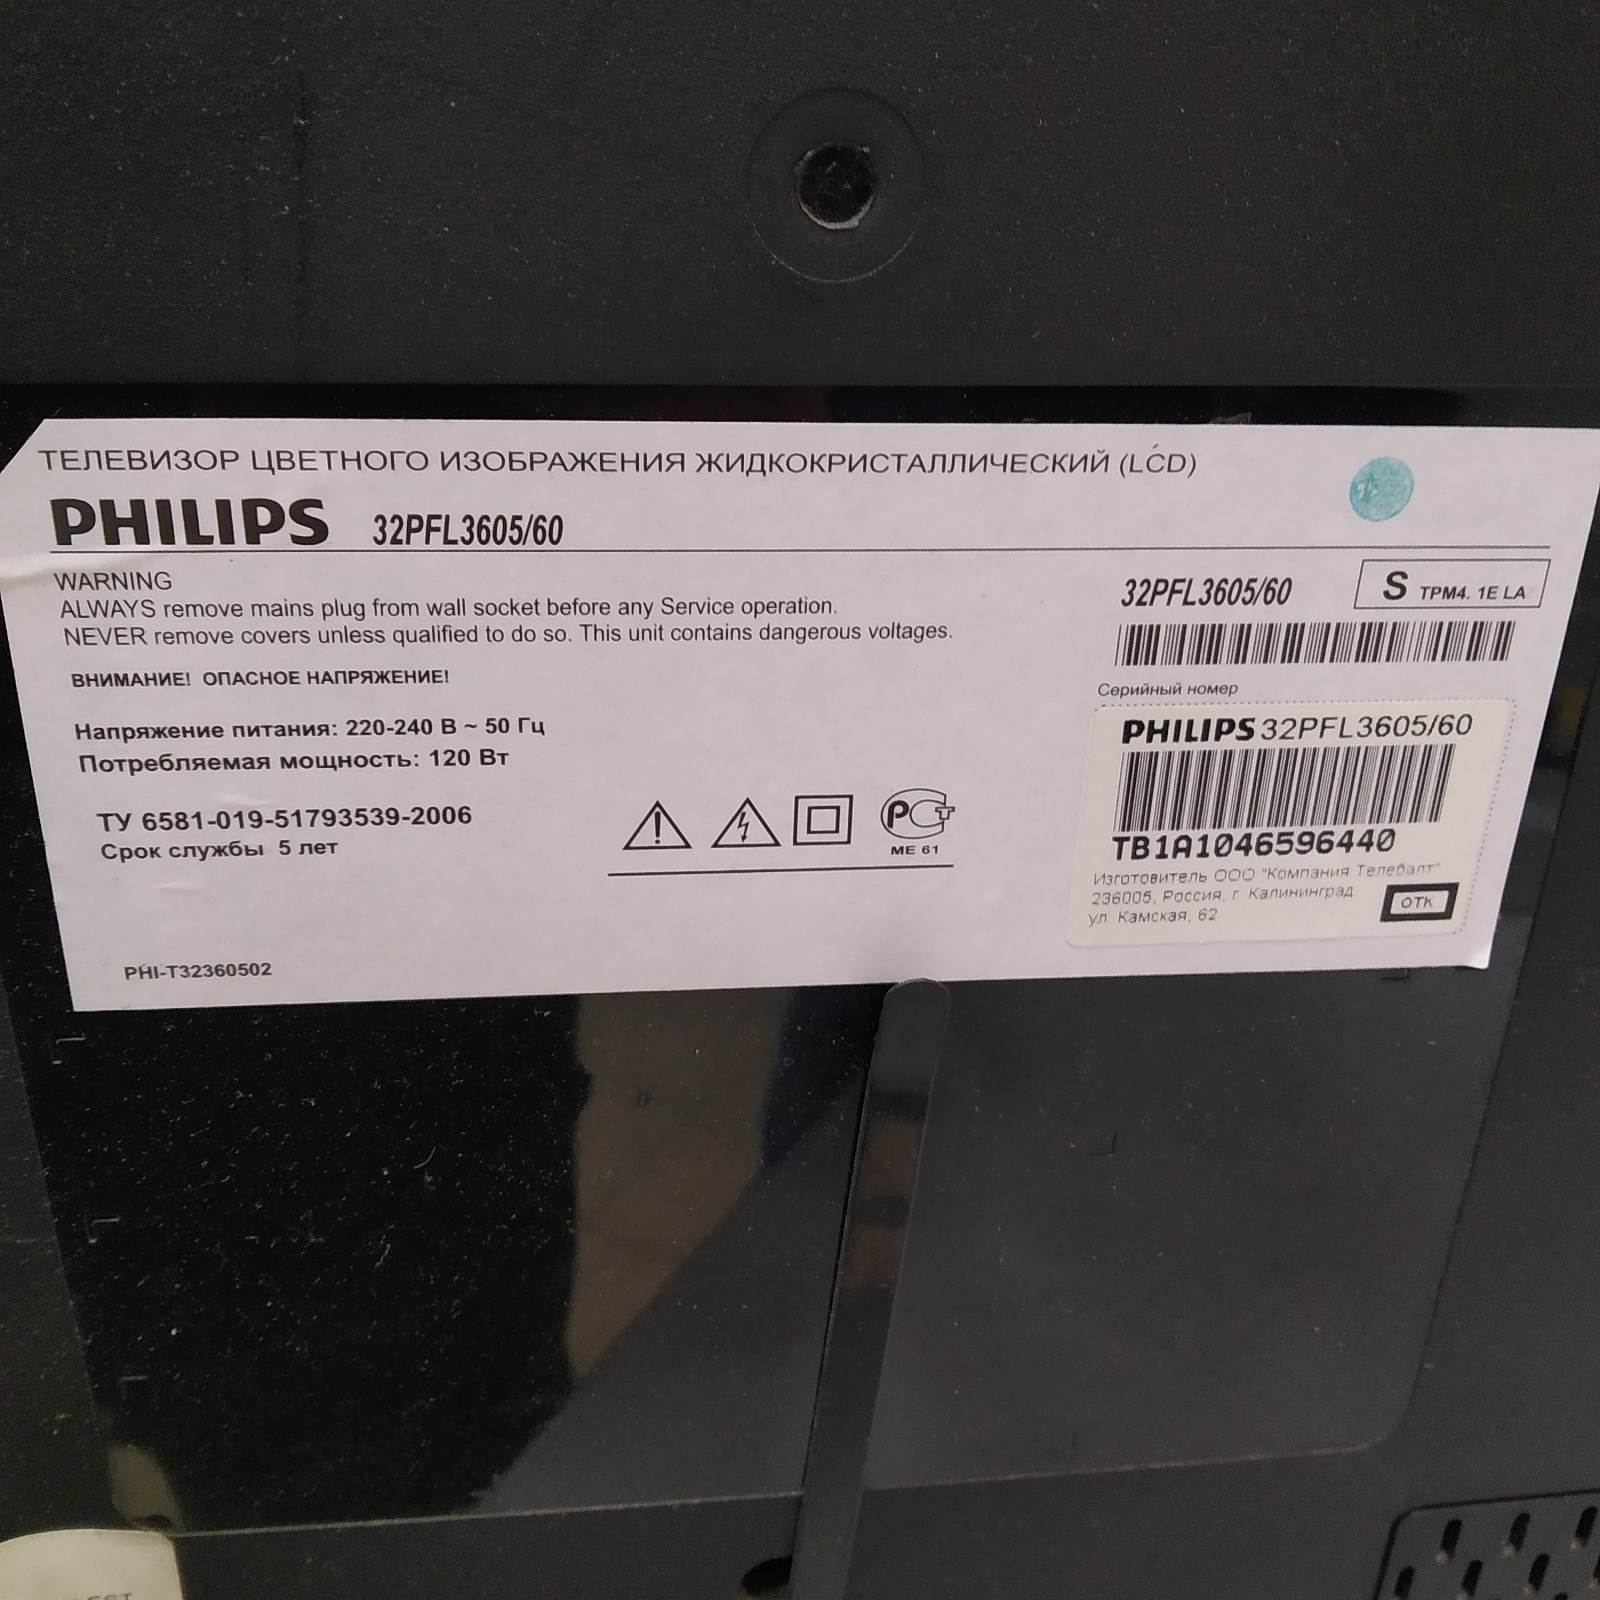 ТЕЛЕВИЗОР ЦВЕТНОГО ИЗОБРАЖЕНИЯ ЖИДКОКРИСТАЛЛИЧЕСКИЙ (LCD)
PHILIPS 32PFL3605/60
WARNING
ALWAYS remove mains plug from wall socket before any Service operation.
NEVER remove covers unless qualified to do so. This unit contains dangerous voltages.
ВНИМАНИЕ! ОПАСНОЕ НАПРЯЖЕНИЕ!
Напряжение питания: 220-240 В ~ 50 Гц
Потребляемая мощность: 120 Вт
ТУ 6581-019-51793539-2006
Срок службы 5 лет
РСТ
МЕ 61
PHI-T32360502
32PFL3605/60
S TPM4. 1E LA
Серийный номер
PHILIPS 32PFL3605/60
TB1A1046596440
Изготовитель ООО "Компания Телебалт"
236005, Россия, г Калининград
ул Камская, 62
ОТК